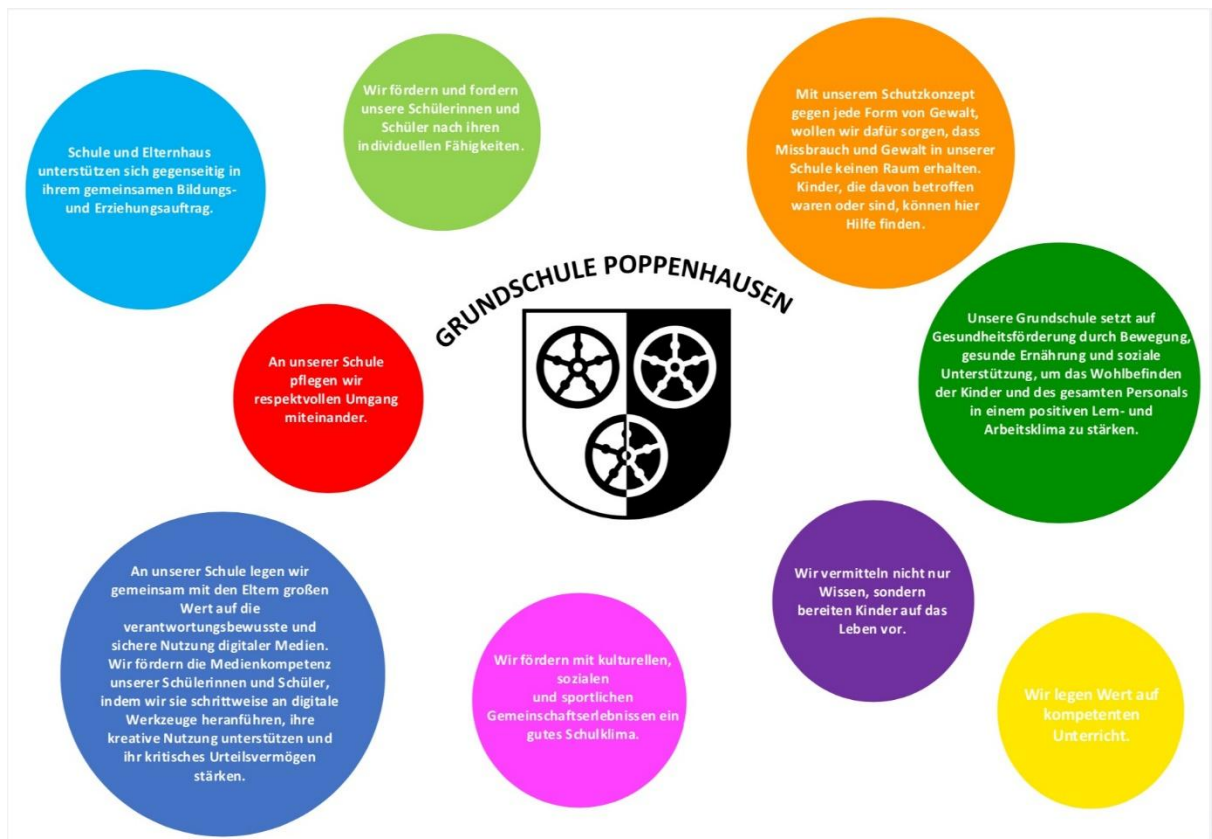 Schule und Elternhaus
unterstützen sich gegenseitig in
ihrem gemeinsamen Bildungs-
und Erziehungsauftrag.
Wir fördern und fordern
unsere Schülerinnen und
Schüler nach ihren
individuellen Fähigkeiten.
Mit unserem Schutzkonzept
gegen jede Form von Gewalt,
wollen wir dafür sorgen, dass
Missbrauch und Gewalt in unserer
Schule keinen Raum erhalten.
Kinder, die davon betroffen
waren oder sind, können hier
Hilfe finden.
GRUNDSCHULE POPPENHAUSEN
An unserer Schule
pflegen wir
respektvollen Umgang
miteinander.
Unsere Grundschule setzt auf
Gesundheitsförderung durch Bewegung,
gesunde Ernährung und soziale
Unterstützung, um das Wohlbefinden
der Kinder und des gesamten Personals
in einem positiven Lern- und
Arbeitsklima zu stärken.
An unserer Schule legen wir
gemeinsam mit den Eltern großen
Wert auf die
verantwortungsbewusste und
sichere Nutzung digitaler Medien.
Wir fördern die Medienkompetenz
unserer Schülerinnen und Schüler,
indem wir sie schrittweise an digitale
Werkzeuge heranführen, ihre
kreative Nutzung unterstützen und
ihr kritisches Urteilsvermögen
stärken.
Wir fördern mit kulturellen,
sozialen
und sportlichen
Gemeinschaftserlebnissen ein
gutes Schulklima.
Wir vermitteln nicht nur
Wissen, sondern
bereiten Kinder auf das
Leben vor.
Wir legen Wert auf
kompetenten
Unterricht.